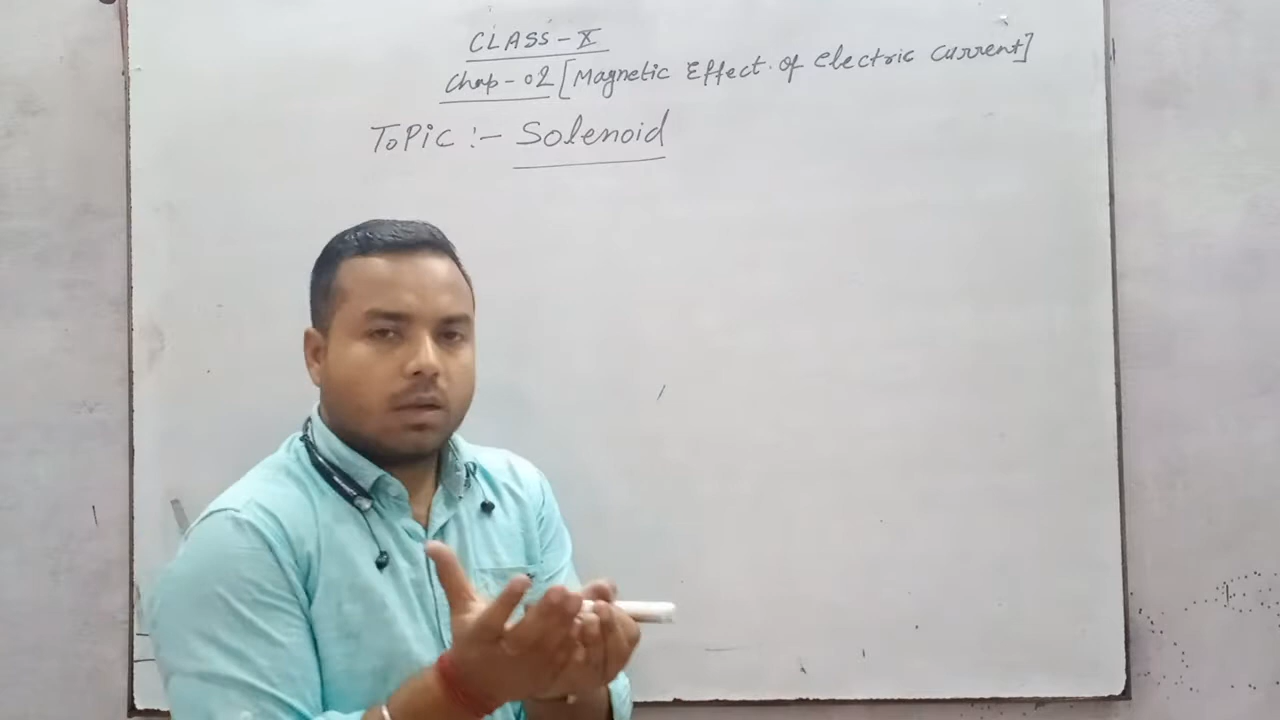 CLASS - X
Chap - 02 [Magnetic Effect of electric current]
ToPiC :- Solenoid